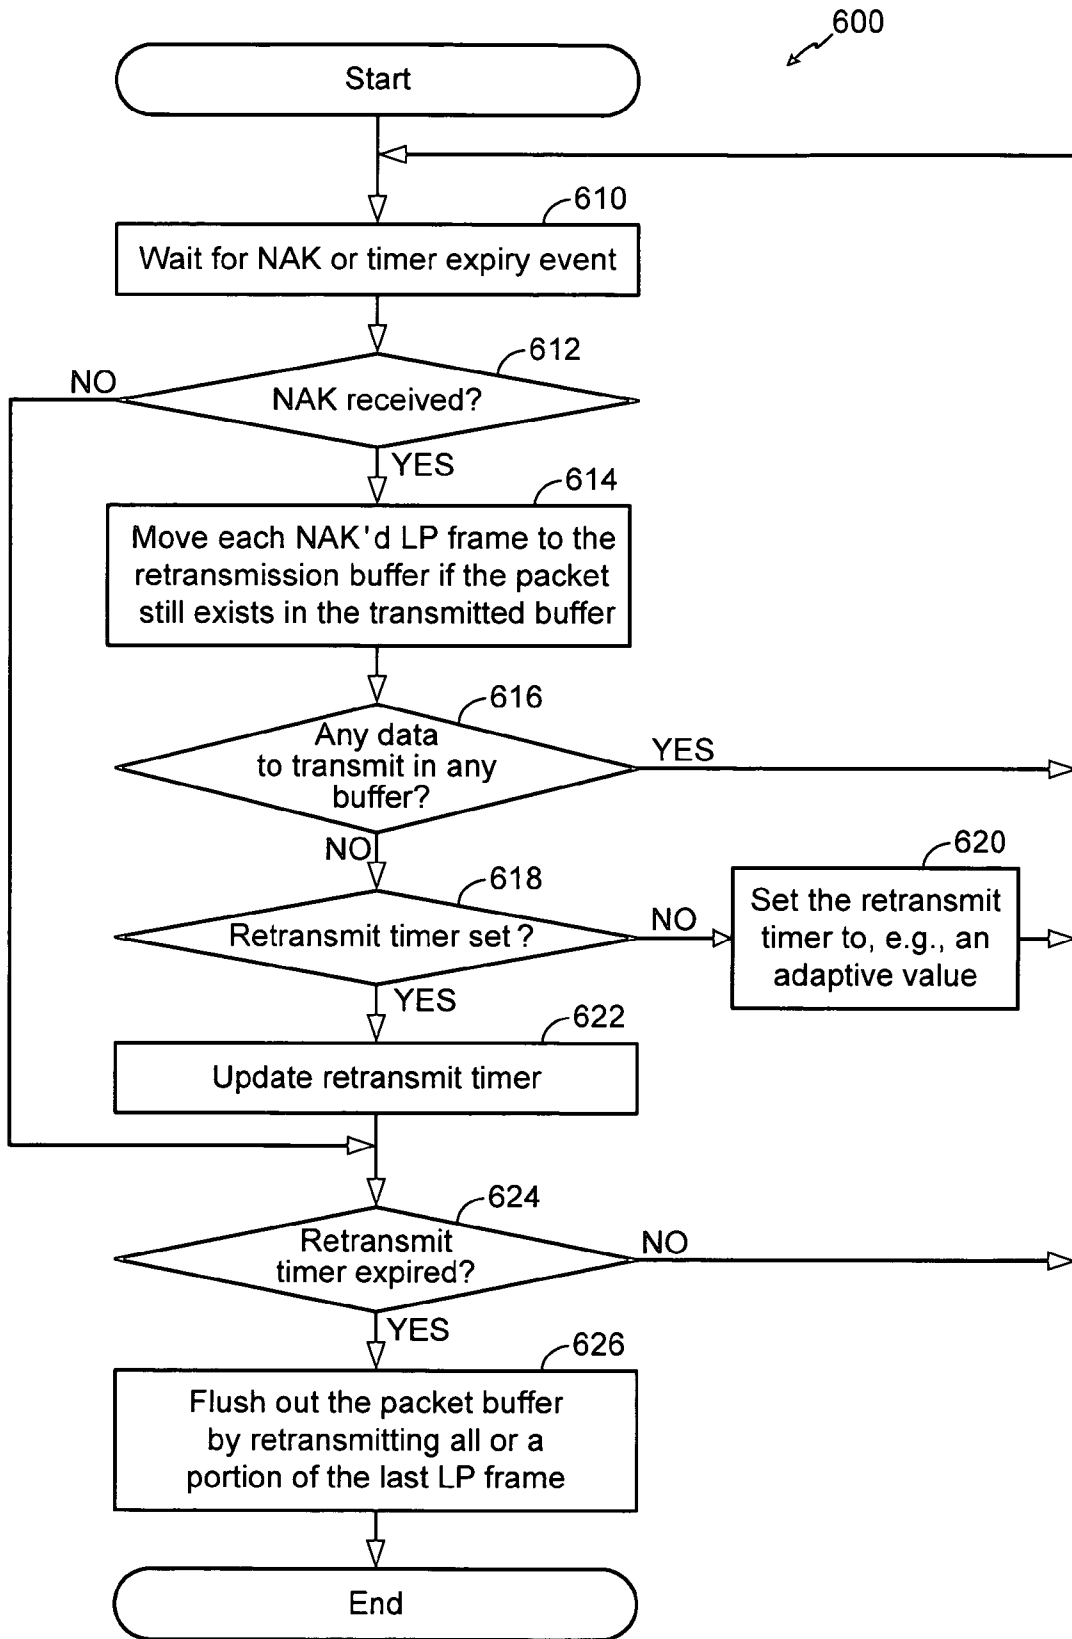 600
Start
610
Wait for NAK or timer expiry event
612
NO
NAK received?
YES
614
Move each NAK'd LP frame to the
retransmission buffer if the packet
still exists in the transmitted buffer
616
Any data
to transmit in any
buffer?
YES
NO
618
Retransmit timer set?
NO
620
Set the retransmit
timer to, e.g., an
adaptive value
YES
622
Update retransmit timer
624
Retransmit
timer expired?
NO
YES
626
Flush out the packet buffer
by retransmitting all or a
portion of the last LP frame
End